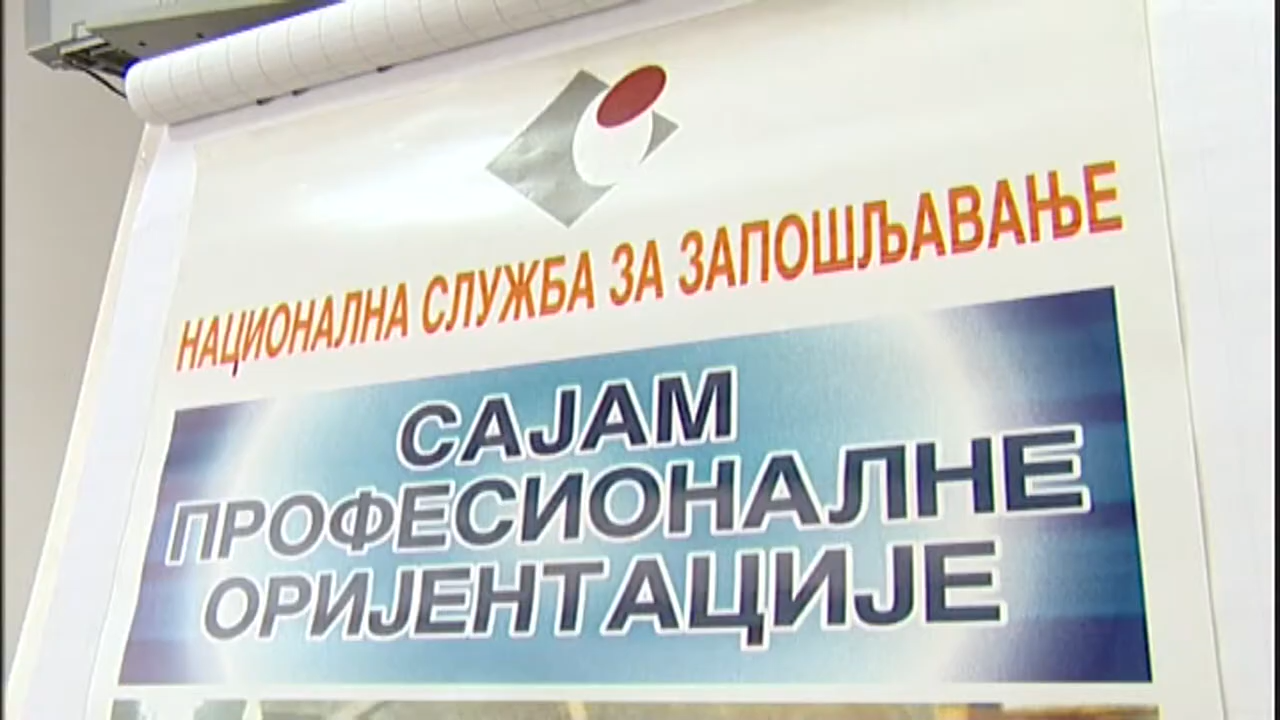 НАЦИОНАЛНА СЛУЖБА ЗА ЗАПОШЉАВАЊЕ
САЈАМ
ПРОФЕСИОНАЛНЕ
ОРИЈЕНТАЦИЈЕ